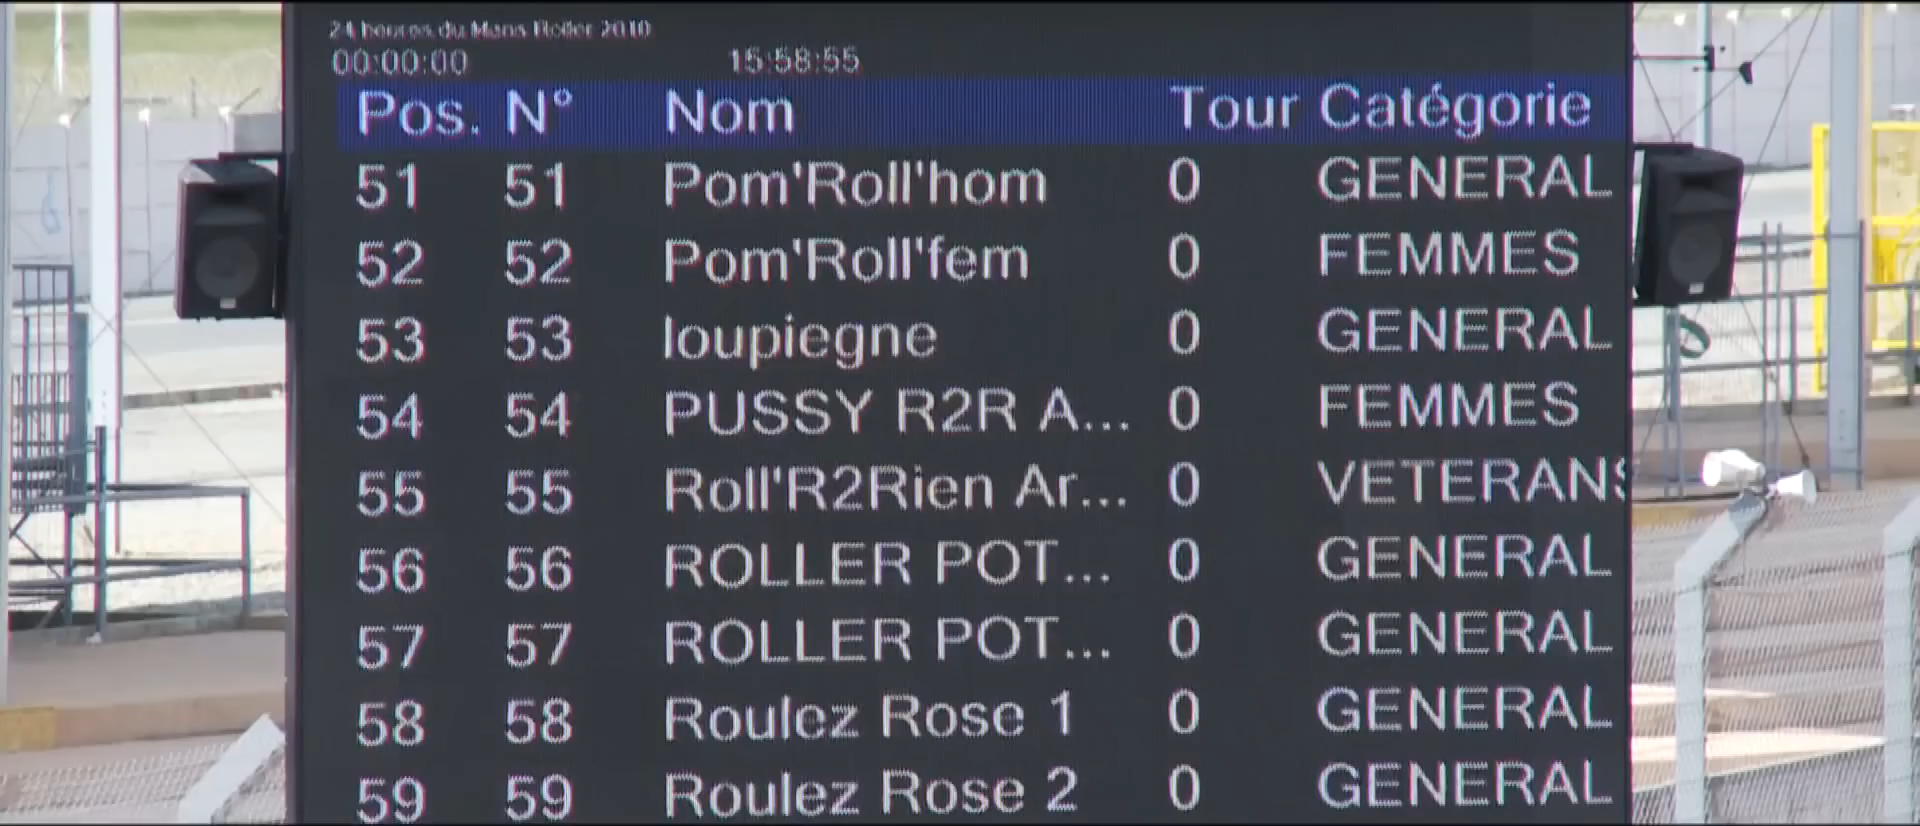 24 heures du Mans Roller 2010
00:00:00 15:58:55
Pos. N° Nom Tour Catégorie
51 51 Pom'Roll'hom 0 GENERAL
52 52 Pom'Roll'fem 0 FEMMES
53 53 loupiegne 0 GENERAL
54 54 PUSSY R2R A... 0 FEMMES
55 55 Roll'R2Rien Ar... 0 VETERANS
56 56 ROLLER POT... 0 GENERAL
57 57 ROLLER POT... 0 GENERAL
58 58 Roulez Rose 1 0 GENERAL
59 59 Roulez Rose 2 0 GENERAL